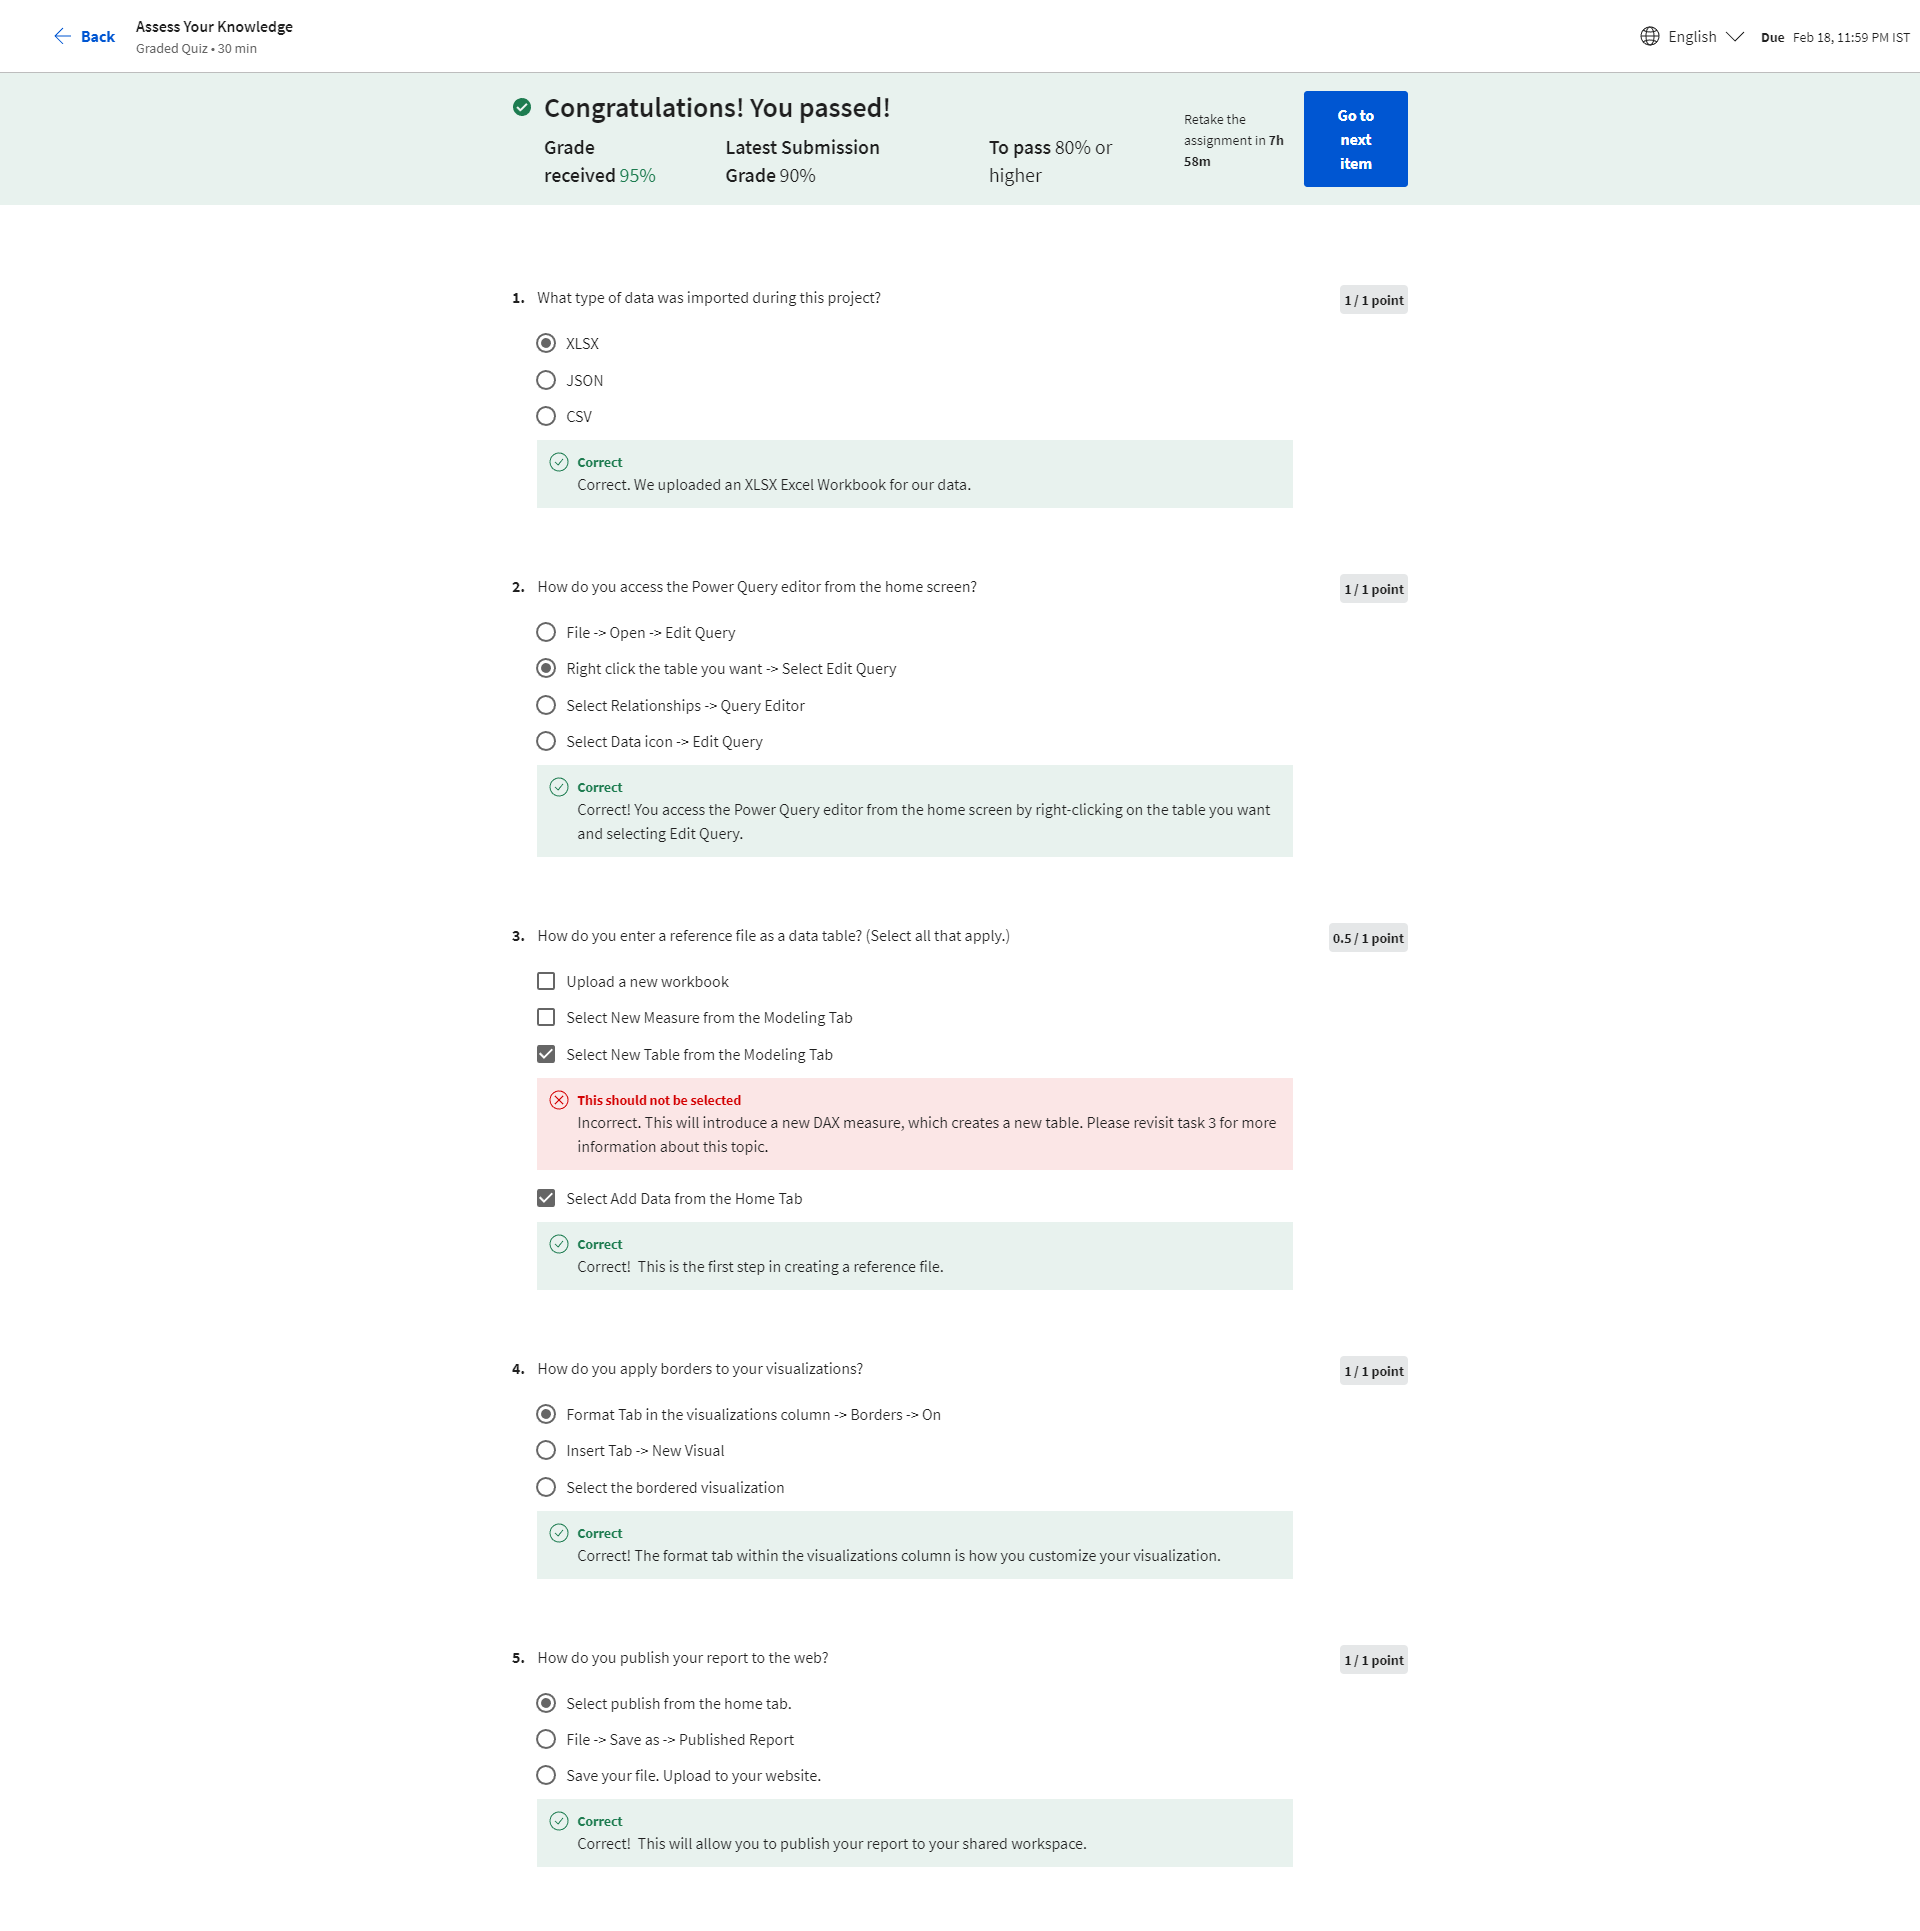 Back
Assess Your Knowledge
Graded Quiz • 30 min
English
Due Feb 18, 11:59 PM IST
Congratulations! You passed!
Grade
received 95%
Latest Submission
Grade 90%
To pass 80% or
higher
Retake the
assignment in 7h
58m
Go to
next
item
1. What type of data was imported during this project?
1 / 1 point
XLSX
JSON
CSV
Correct
Correct. We uploaded an XLSX Excel Workbook for our data.
2. How do you access the Power Query editor from the home screen?
1 / 1 point
File -> Open -> Edit Query
Right click the table you want -> Select Edit Query
Select Relationships -> Query Editor
Select Data icon -> Edit Query
Correct
Correct! You access the Power Query editor from the home screen by right-clicking on the table you want
and selecting Edit Query.
3. How do you enter a reference file as a data table? (Select all that apply.)
0.5 / 1 point
Upload a new workbook
Select New Measure from the Modeling Tab
Select New Table from the Modeling Tab
This should not be selected
Incorrect. This will introduce a new DAX measure, which creates a new table. Please revisit task 3 for more
information about this topic.
Select Add Data from the Home Tab
Correct
Correct!  This is the first step in creating a reference file.
4. How do you apply borders to your visualizations?
1 / 1 point
Format Tab in the visualizations column -> Borders -> On
Insert Tab -> New Visual
Select the bordered visualization
Correct
Correct! The format tab within the visualizations column is how you customize your visualization.
5. How do you publish your report to the web?
1 / 1 point
Select publish from the home tab.
File -> Save as -> Published Report
Save your file. Upload to your website.
Correct
Correct!  This will allow you to publish your report to your shared workspace.